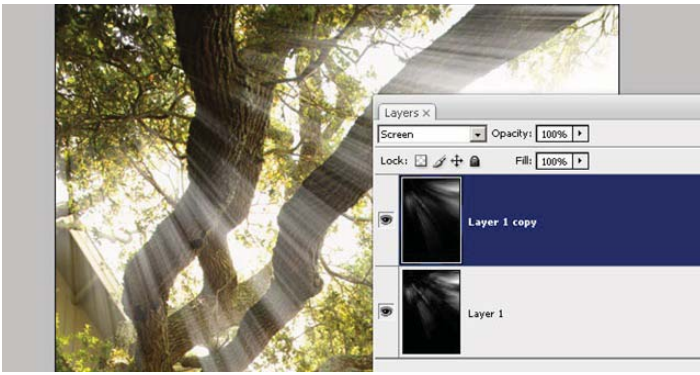 Layers ×
Screen Opacity: 100%
Lock: Fill: 100%
Layer 1 copy
Layer 1